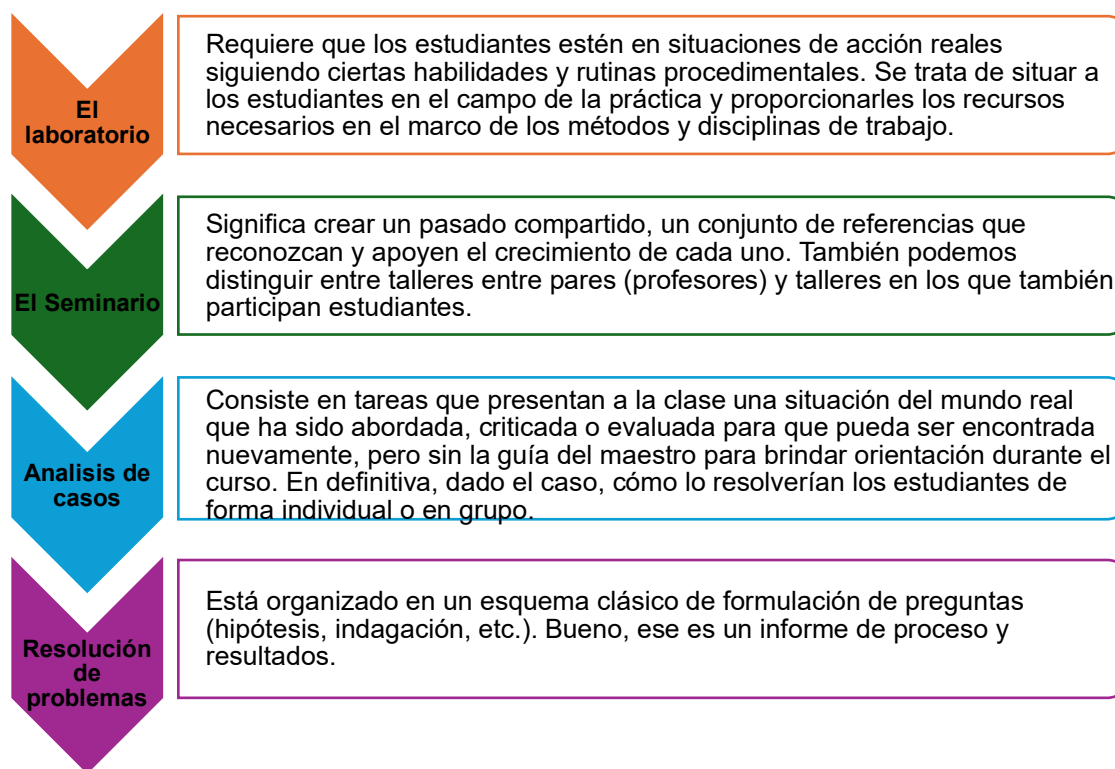 El
laboratorio
Requiere que los estudiantes estén en situaciones de acción reales
siguiendo ciertas habilidades y rutinas procedimentales. Se trata de situar a
los estudiantes en el campo de la práctica y proporcionarles los recursos
necesarios en el marco de los métodos y disciplinas de trabajo.
El Seminario
Significa crear un pasado compartido, un conjunto de referencias que
reconozcan y apoyen el crecimiento de cada uno. También podemos
distinguir entre talleres entre pares (profesores) y talleres en los que también
participan estudiantes.
Analisis de
casos
Consiste en tareas que presentan a la clase una situación del mundo real
que ha sido abordada, criticada o evaluada para que pueda ser encontrada
nuevamente, pero sin la guía del maestro para brindar orientación durante el
curso. En definitiva, dado el caso, cómo lo resolverían los estudiantes de
forma individual o en grupo.
Resolución
de
problemas
Está organizado en un esquema clásico de formulación de preguntas
(hipótesis, indagación, etc.). Bueno, ese es un informe de proceso y
resultados.